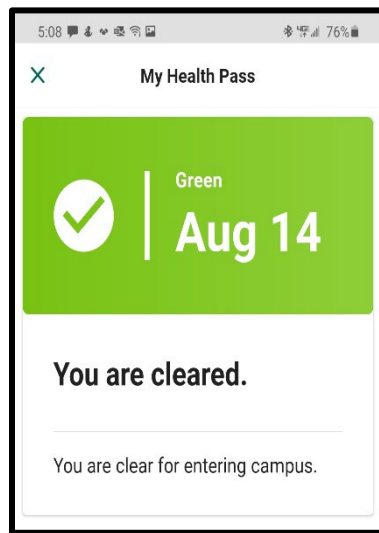 5:08 76%
My Health Pass
Green
Aug 14
You are cleared.
You are clear for entering campus.